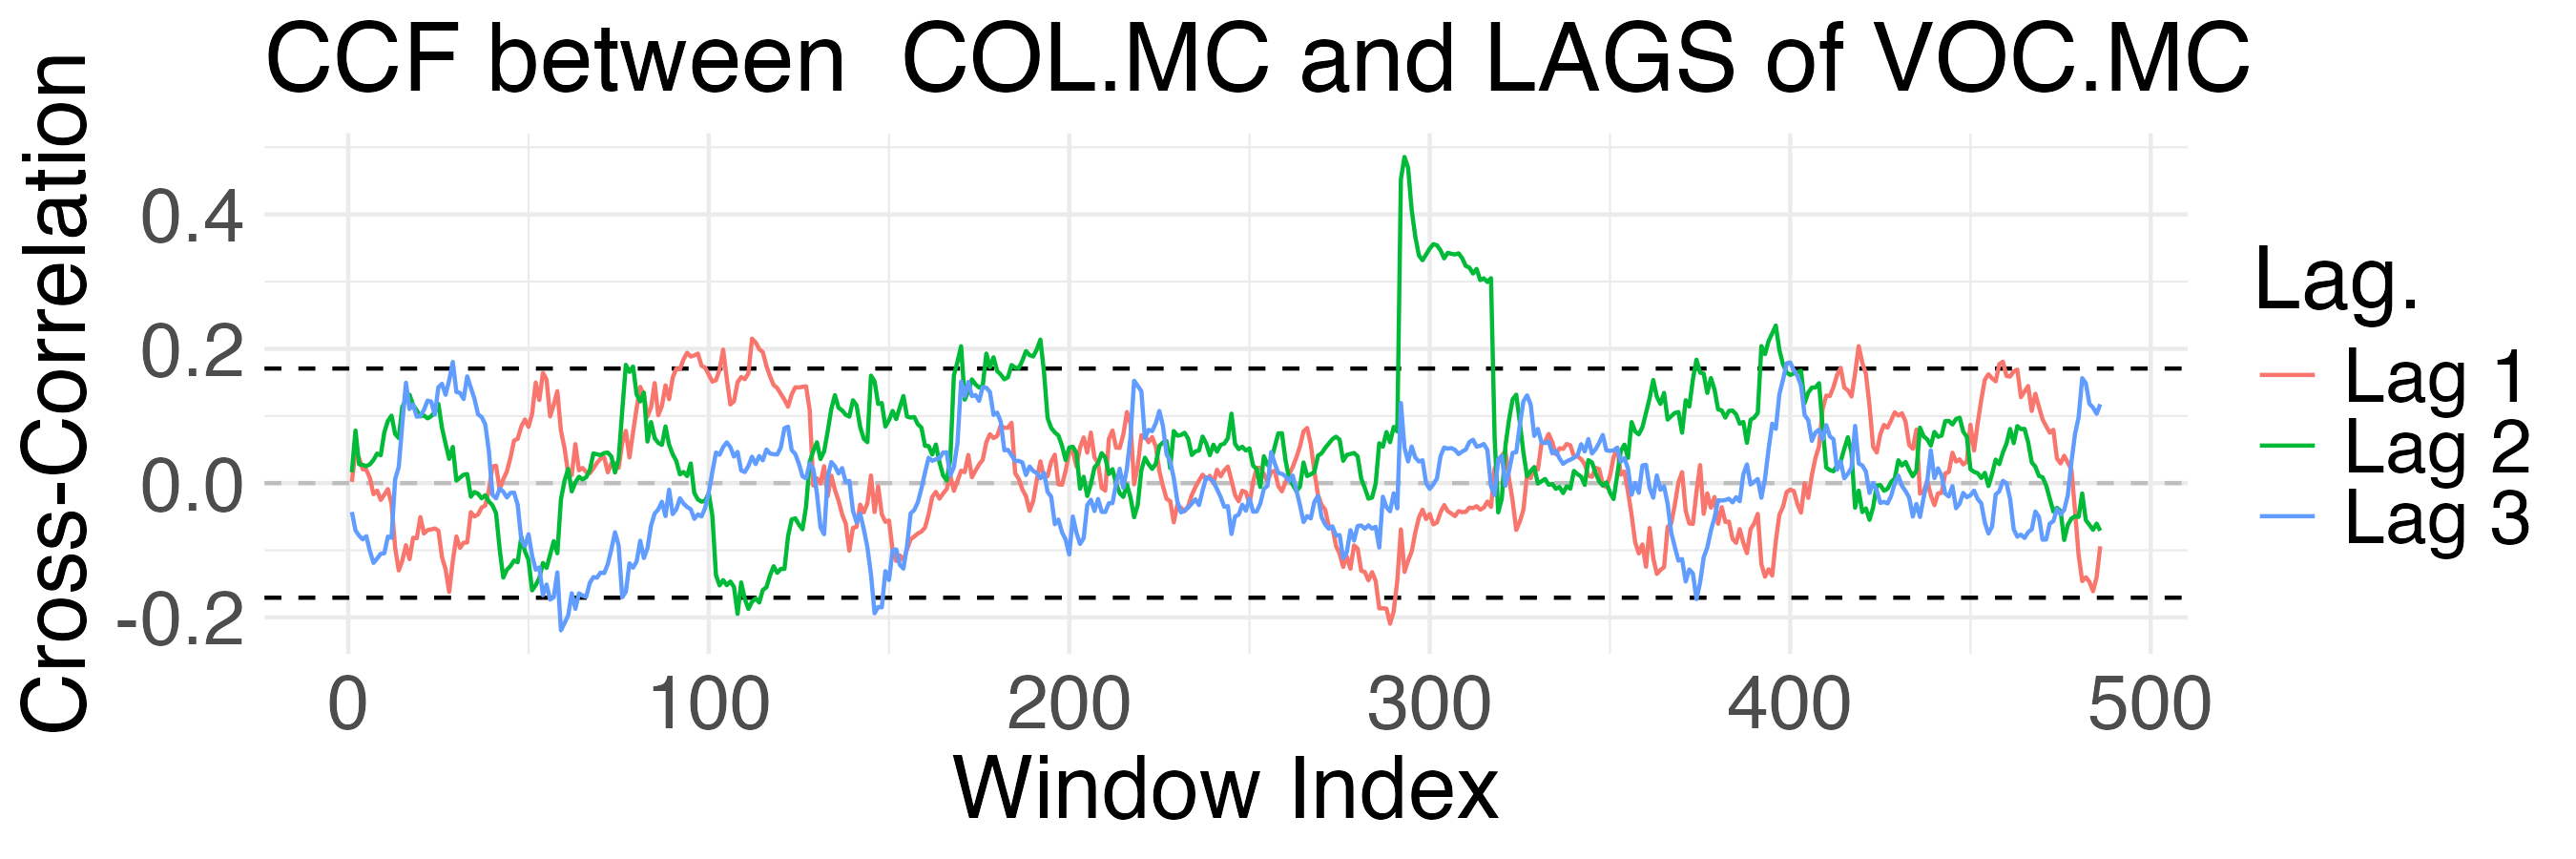 CCF between  COL.MC and LAGS of VOC.MC
Cross-Correlation
0.4
0.2
0.0
-0.2
0
100
200
300
400
500
Window Index
Lag.
Lag 1
Lag 2
Lag 3